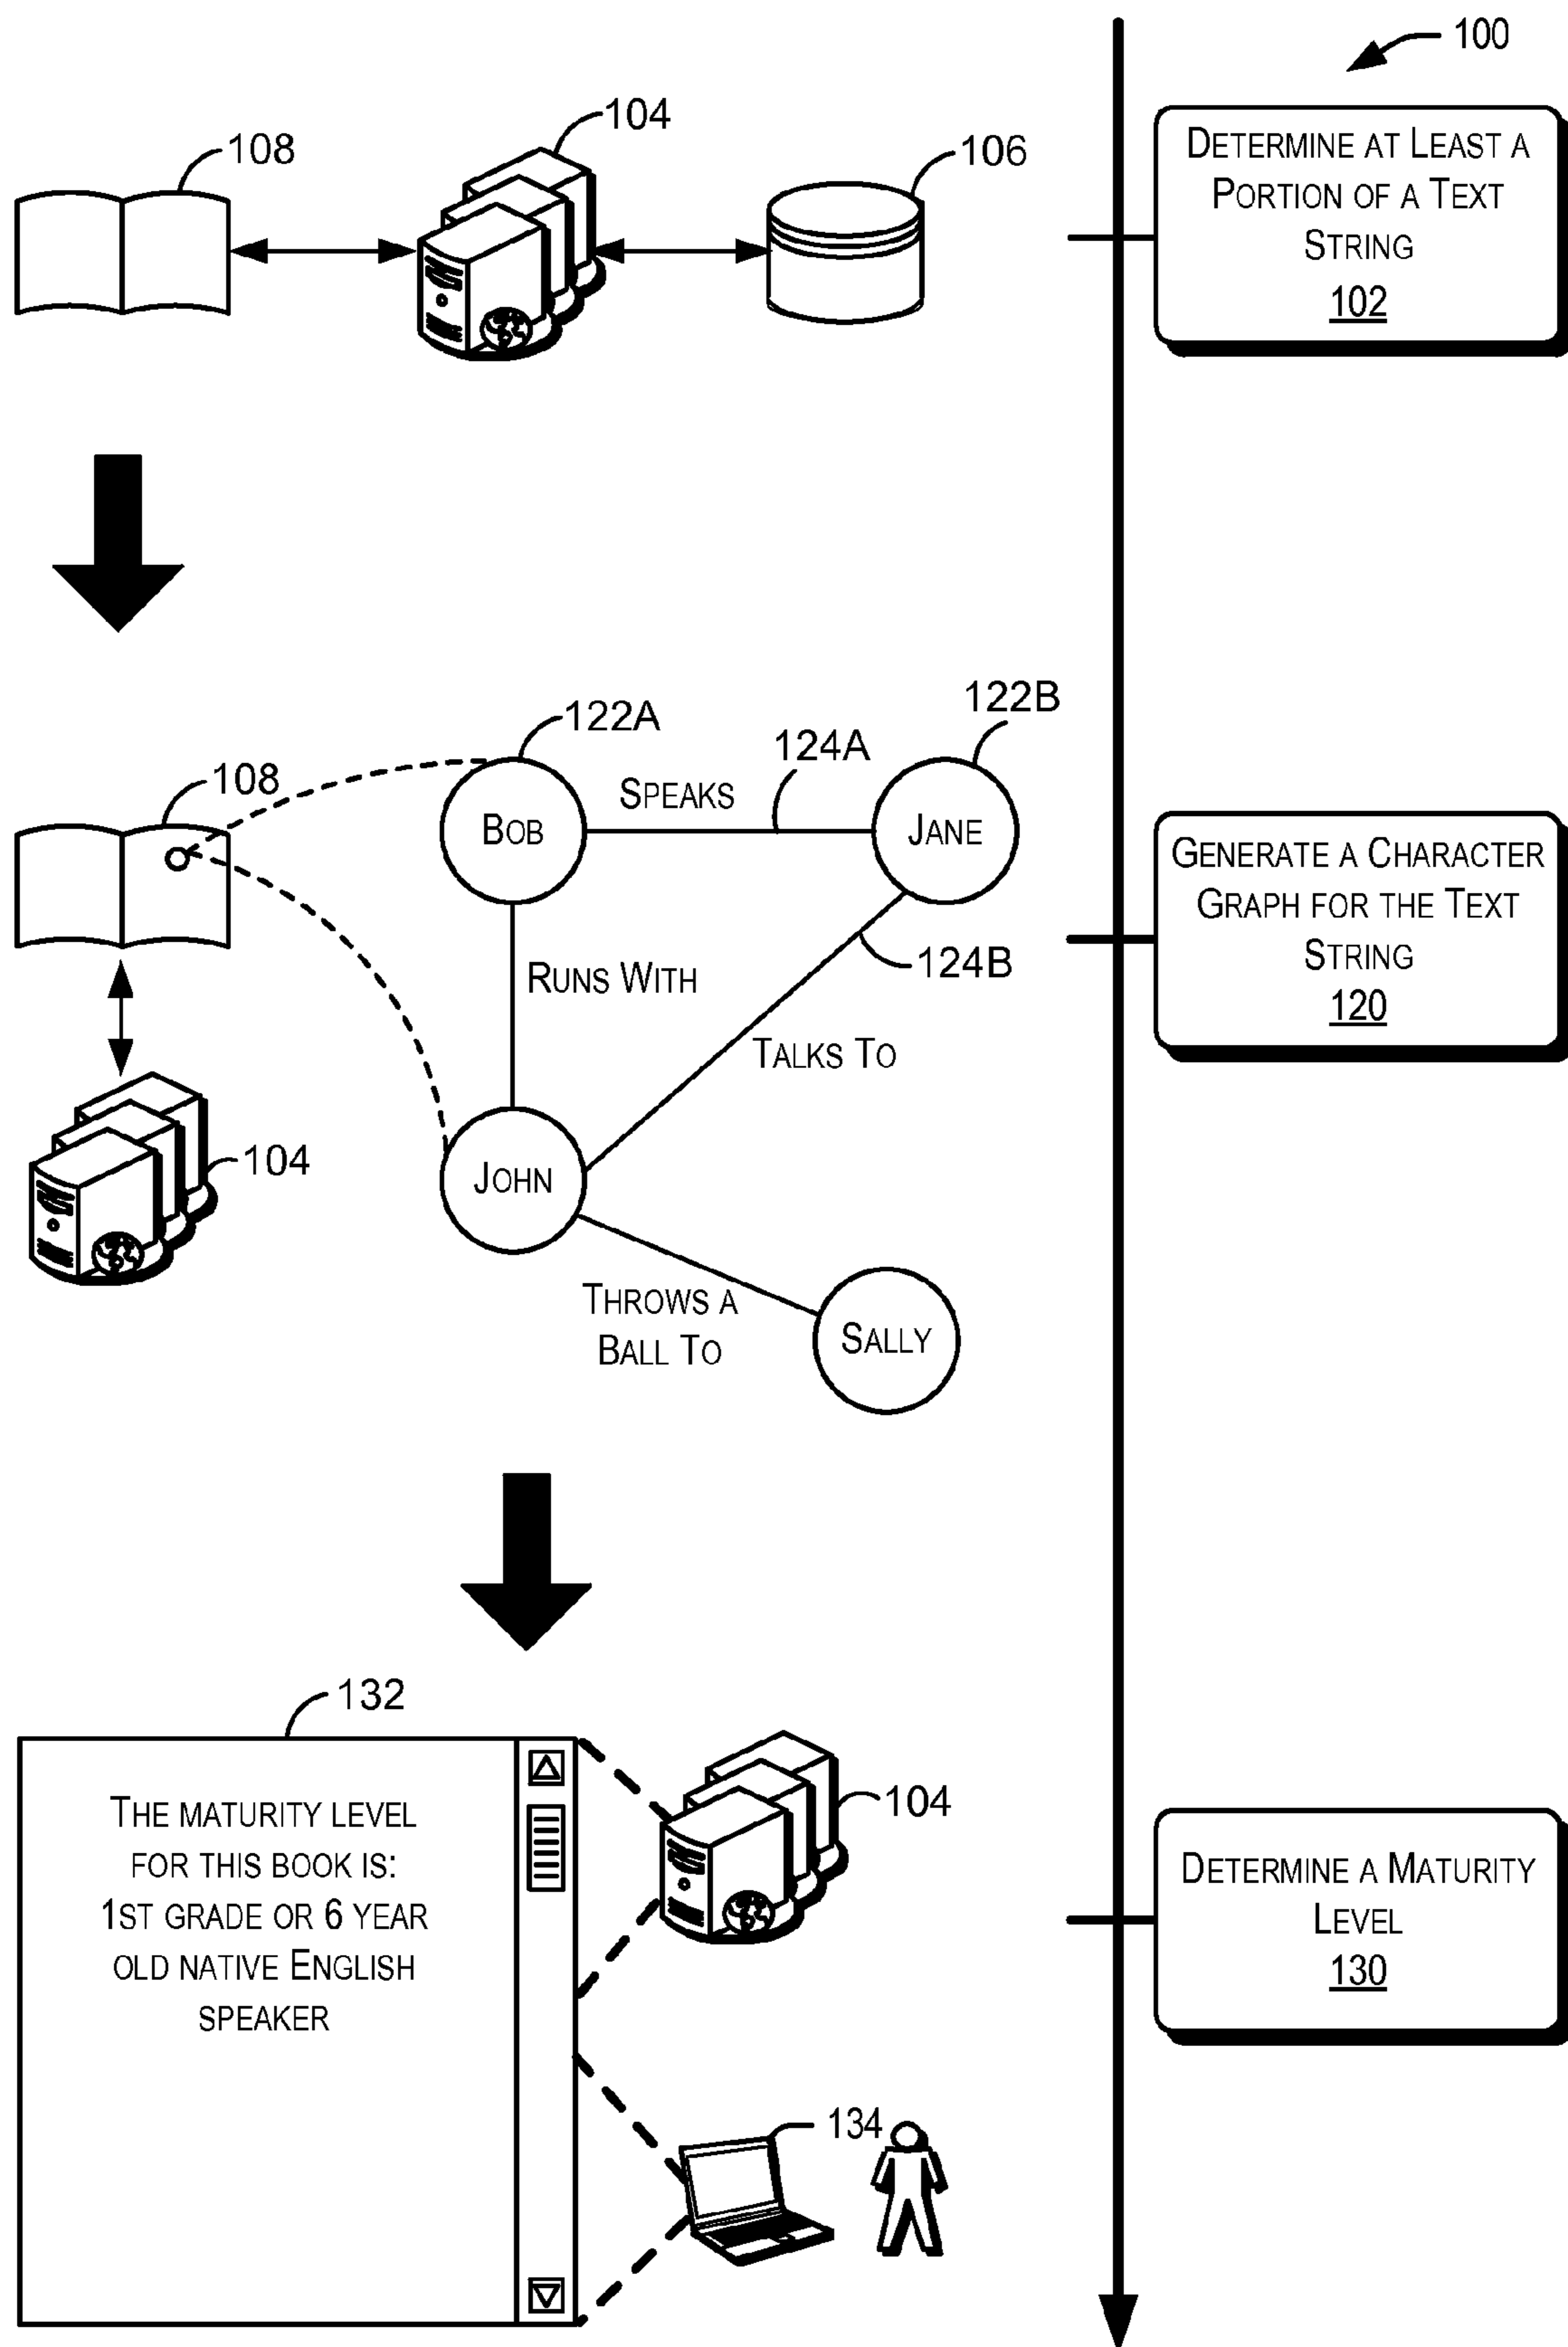 100
104
108
106
DETERMINE AT LEAST A
PORTION OF A TEXT
STRING
102
122A
122B
124A
SPEAKS
108
BOB
JANE
GENERATE A CHARACTER
GRAPH FOR THE TEXT
STRING
120
124B
RUNS WITH
TALKS TO
104
JOHN
THROWS A
BALL TO
SALLY
132
THE MATURITY LEVEL
FOR THIS BOOK IS:
1ST GRADE OR 6 YEAR
OLD NATIVE ENGLISH
SPEAKER
104
DETERMINE A MATURITY
LEVEL
130
134